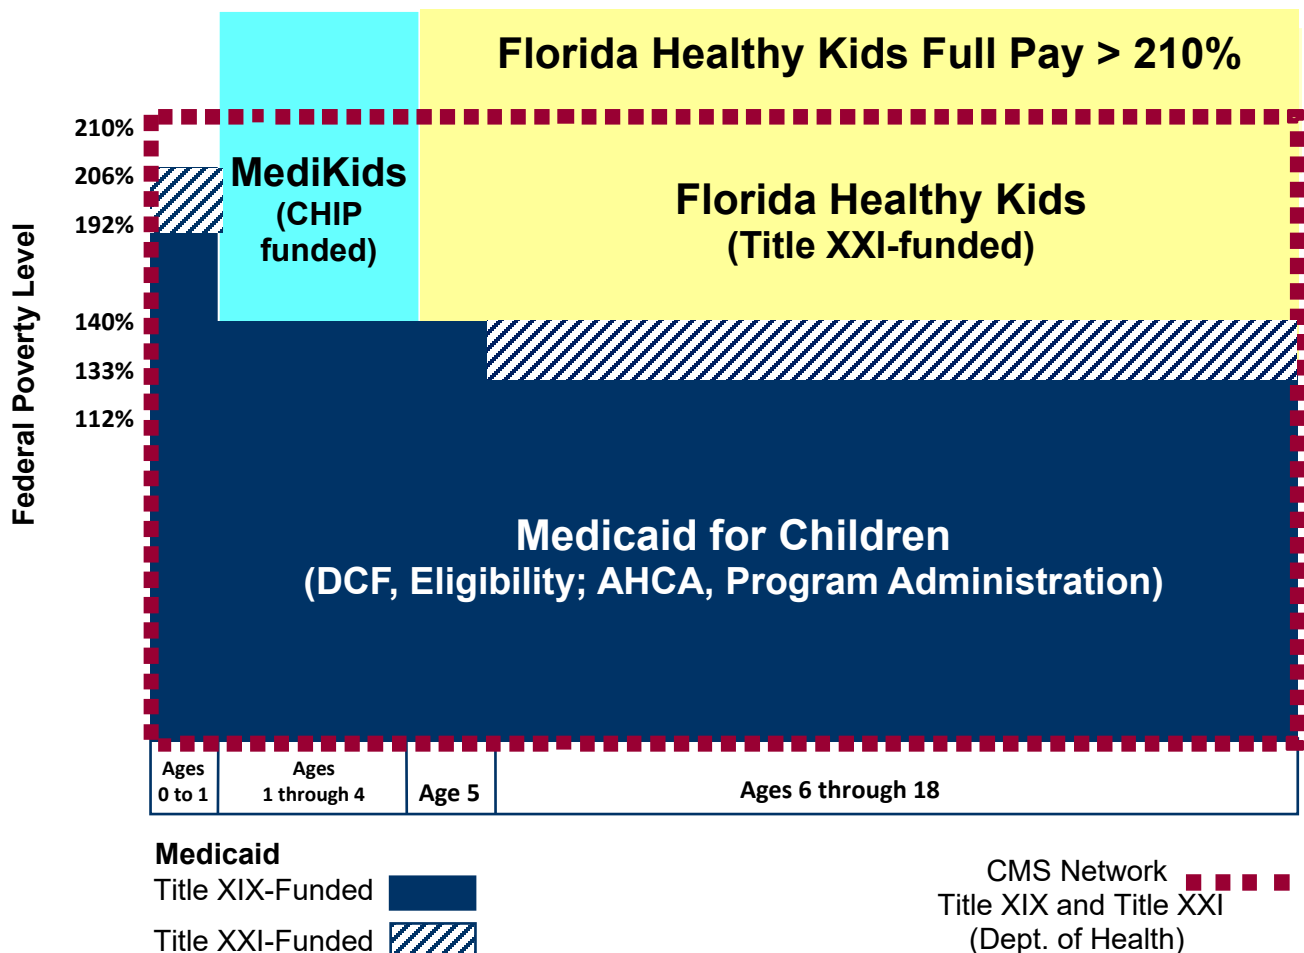 Florida Healthy Kids Full Pay > 210%
210%
206%
192%
140%
133%
112%
Federal Poverty Level
MediKids
(CHIP
funded)
Florida Healthy Kids
(Title XXI-funded)
Medicaid for Children
(DCF, Eligibility; AHCA, Program Administration)
Ages
0 to 1
Ages
1 through 4
Age 5
Ages 6 through 18
Medicaid
Title XIX-Funded
Title XXI-Funded
CMS Network
Title XIX and Title XXI
(Dept. of Health)